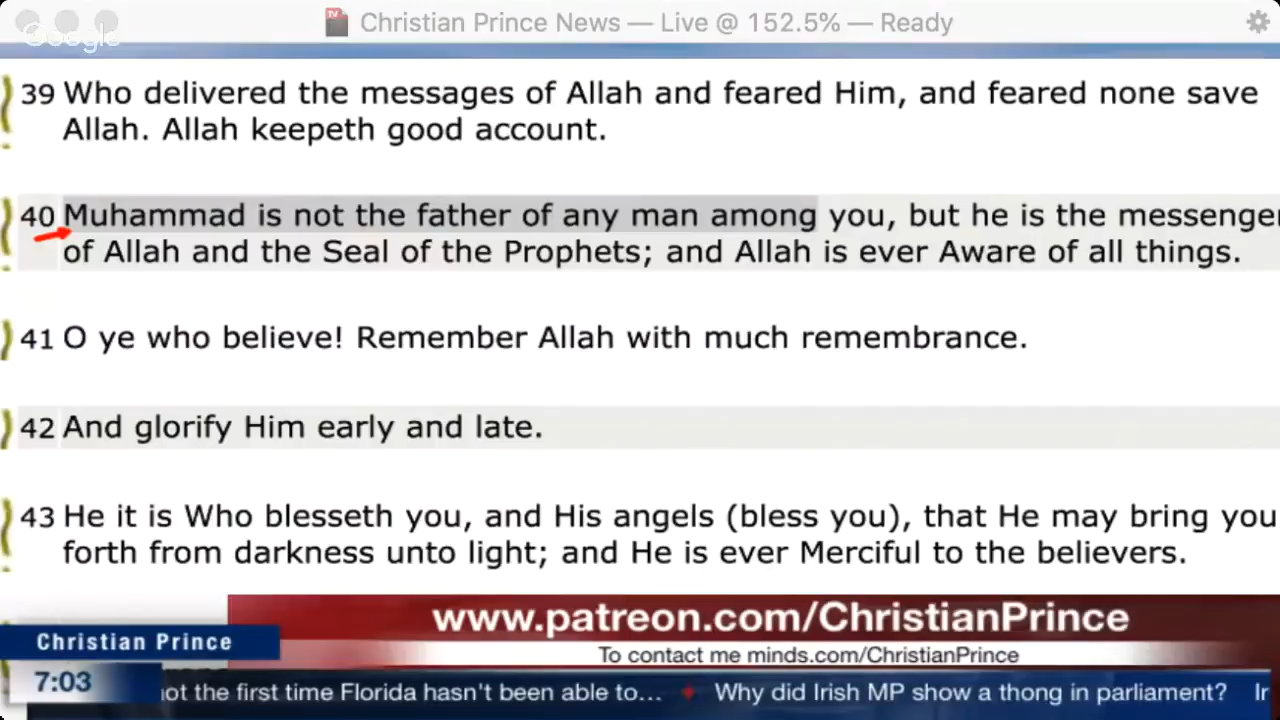 Christian Prince News — Live @ 152.5% — Ready
Google
39 Who delivered the messages of Allah and feared Him, and feared none save
Allah. Allah keepeth good account.
40 Muhammad is not the father of any man among you, but he is the messenger
of Allah and the Seal of the Prophets; and Allah is ever Aware of all things.
41 O ye who believe! Remember Allah with much remembrance.
42 And glorify Him early and late.
43 He it is Who blesseth you, and His angels (bless you), that He may bring you
forth from darkness unto light; and He is ever Merciful to the believers.
www.patreon.com/ChristianPrince
Christian Prince
To contact me minds.com/ChristianPrince
7:03
not the first time Florida hasn't been able to... Why did Irish MP show a thong in parliament? Ir